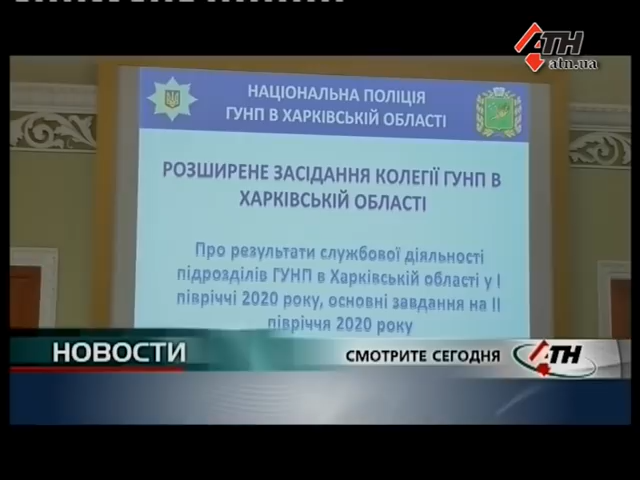 АТН
atn.ua
НАЦІОНАЛЬНА ПОЛІЦІЯ
ГУНП В ХАРКІВСЬКІЙ ОБЛАСТІ
РОЗШИРЕНЕ ЗАСІДАННЯ КОЛЕГІЇ ГУНП В
ХАРКІВСЬКІЙ ОБЛАСТІ
Про результати службової діяльності
підрозділів ГУНП в Харківській області у І
півріччі 2020 року, основні завдання на ІІ
півріччя 2020 року
НОВОСТИ
СМОТРИТЕ СЕГОДНЯ
АТН